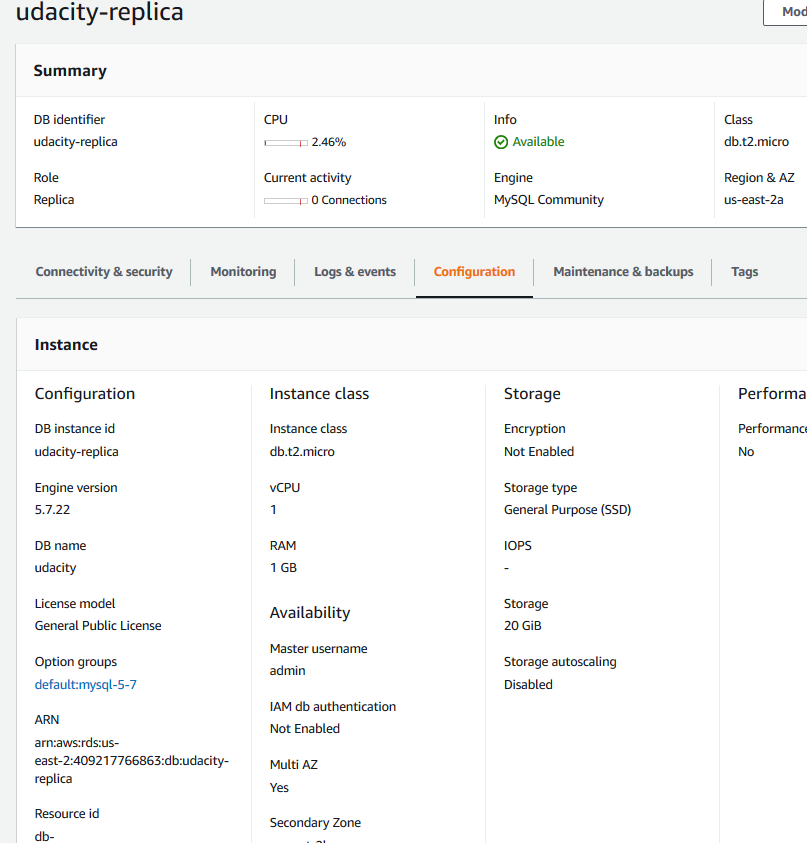 udacity-replica
Mod
Summary
DB identifier
udacity-replica
CPU
2.46%
Info
Available
Class
db.t2.micro
Role
Replica
Current activity
0 Connections
Engine
MySQL Community
Region & AZ
us-east-2a
Connectivity & security
Monitoring
Logs & events
Configuration
Maintenance & backups
Tags
Instance
Configuration
DB instance id
udacity-replica
Engine version
5.7.22
DB name
udacity
License model
General Public License
Option groups
default:mysql-5-7
ARN
arn:aws:rds:us-
east-2:409217766863:db:udacity-
replica
Resource id
db-
Instance class
Instance class
db.t2.micro
vCPU
1
RAM
1 GB
Availability
Master username
admin
IAM db authentication
Not Enabled
Multi AZ
Yes
Secondary Zone
Storage
Encryption
Not Enabled
Storage type
General Purpose (SSD)
IOPS
-
Storage
20 GiB
Storage autoscaling
Disabled
Performa
Performance
No